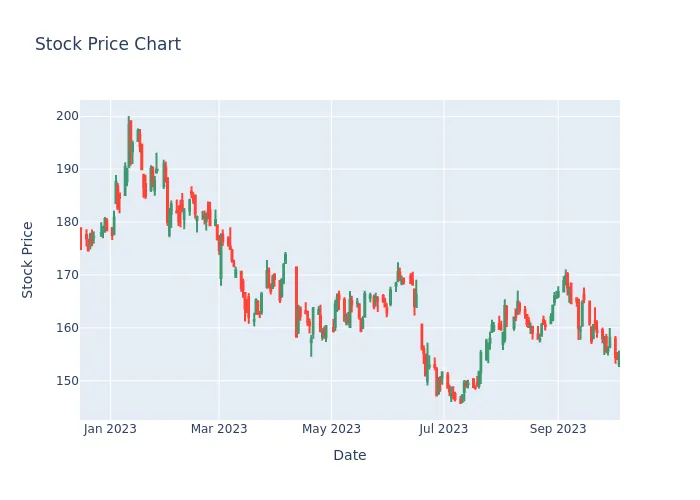 Stock Price Chart
200
190
180
170
160
150
Stock Price
Jan 2023
Mar 2023
May 2023
Jul 2023
Sep 2023
Date